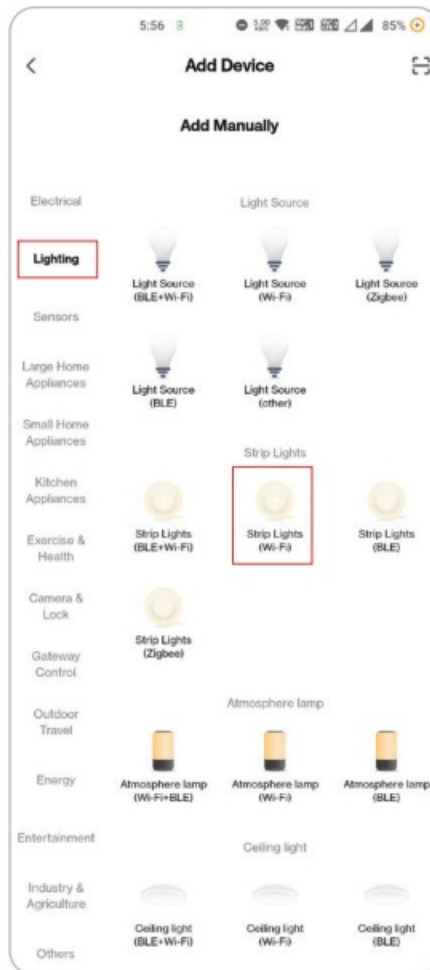 5:56
5.00
85%
Add Device
Add Manually
Electrical
Lighting
Sensors
Large Home
Appliances
Small Home
Appliances
Kitchen
Appliances
Exercise &
Health
Camera &
Lock
Gateway
Control
Outdoor
Travel
Energy
Entertainment
Industry &
Agriculture
Others
Light Source
Light Source
(BLE+Wi-Fi)
Light Source
(Wi-Fi)
Light Source
(Zigbee)
Light Source
(BLE)
Light Source
(other)
Strip Lights
Strip Lights
(BLE+Wi-Fi)
Strip Lights
(Wi-Fi)
Strip Lights
(BLE)
Strip Lights
(Zigbee)
Atmosphere lamp
Atmosphere lamp
(Wi-Fi+BLE)
Atmosphere lamp
(Wi-Fi)
Atmosphere lamp
(BLE)
Ceiling light
Ceiling light
(BLE+Wi-Fi)
Ceiling light
(Wi-Fi)
Ceiling light
(BLE)